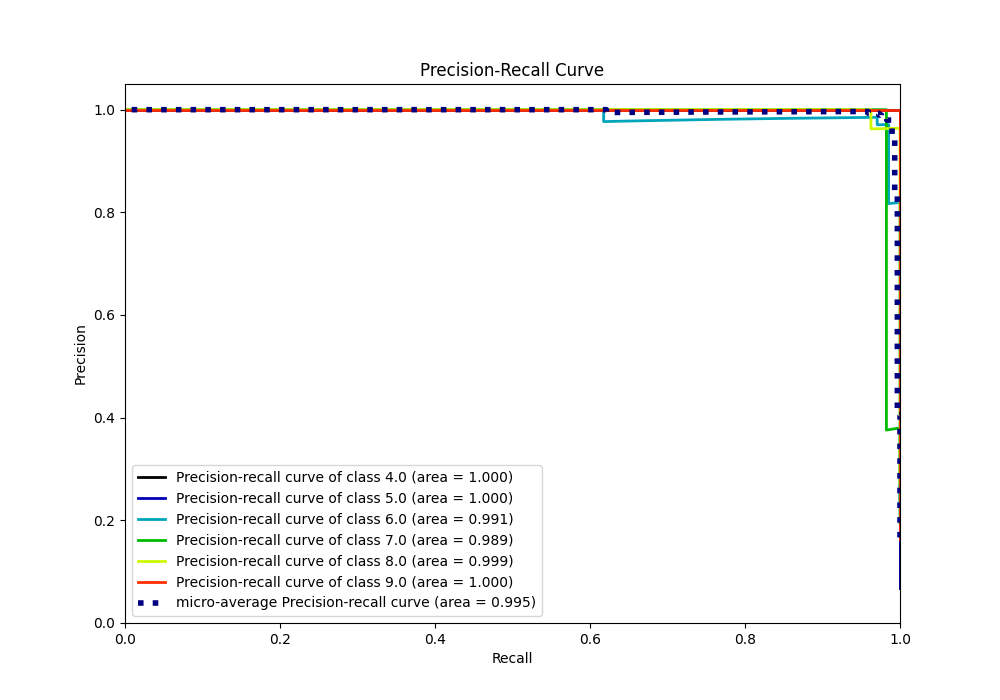 Precision-Recall Curve
1.0
0.8
0.6
0.4
0.2
0.0
Precision
Precision-recall curve of class 4.0 (area = 1.000)
Precision-recall curve of class 5.0 (area = 1.000)
Precision-recall curve of class 6.0 (area = 0.991)
Precision-recall curve of class 7.0 (area = 0.989)
Precision-recall curve of class 8.0 (area = 0.999)
Precision-recall curve of class 9.0 (area = 1.000)
micro-average Precision-recall curve (area = 0.995)
0.0 0.2 0.4 0.6 0.8 1.0
Recall